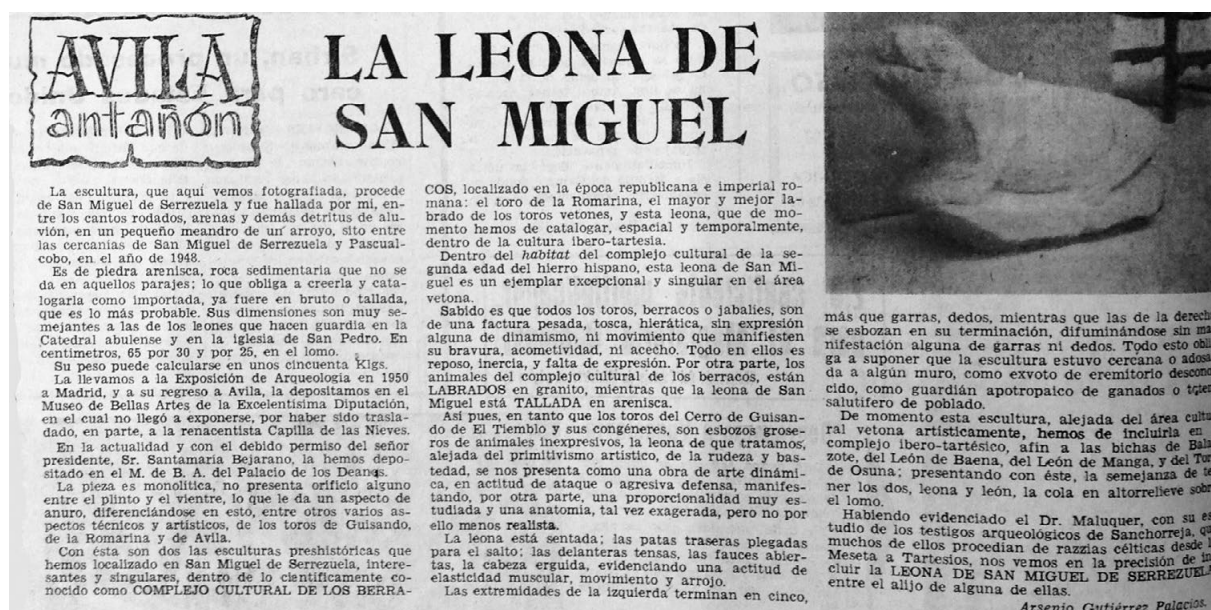 AVILA
antañón
LA LEONA DE
SAN MIGUEL
La escultura, que aquí vemos fotografiada, procede
de San Miguel de Serrezuela y fue hallada por mi, en-
tre los cantos rodados, arenas y demás detritus de alu-
vión, en un pequeño meandro de un arroyo, sito entre
las cercanías de San Miguel de Serrezuela y Pascual-
cobo, en el año de 1948.
Es de piedra arenisca, roca sedimentaria que no se
da en aquellos parajes; lo que obliga a creerla y cata-
logarla como importada, ya fuere en bruto o tallada,
que es lo más probable. Sus dimensiones son muy se-
mejantes a las de los leones que hacen guardia en la
Catedral abulense y en la iglesia de San Pedro. En
centímetros, 65 por 30 y por 25, en el lomo.
Su peso puede calcularse en unos cincuenta Klgs.
La llevamos a la Exposición de Arqueología en 1950
a Madrid, y a su regreso a Avila, la depositamos en el
Museo de Bellas Artes de la Excelentísima Diputación,
en el cual no llegó a exponerse, por haber sido trasla-
dado, en parte, a la renacentista Capilla de las Nieves.
En la actualidad y con el debido permiso del señor
presidente, Sr. Santamaría Bejarano, la hemos depo-
sitado en el M. de B. A. del Palacio de los Deanes.
La pieza es monolítica, no presenta orificio alguno
entre el plinto y el vientre, lo que le da un aspecto de
anuro, diferenciándose en esto, entre otros varios as-
pectos técnicos y artísticos, de los toros de Guisando,
de la Romarina y de Avila.
Con ésta son dos las esculturas preshistóricas que
hemos localizado en San Miguel de Serrezuela, intere-
santes y singulares, dentro de lo científicamente co-
nocido como COMPLEJO CULTURAL DE LOS BERRA-
COS, localizado en la época republicana e imperial ro-
mana: el toro de la Romarina, el mayor y mejor la-
brado de los toros vetones, y esta leona, que de mo-
mento hemos de catalogar, espacial y temporalmente,
dentro de la cultura ibero-tartesia.
Dentro del habitat del complejo cultural de la se-
gunda edad del hierro hispano, esta leona de San Mi-
guel es un ejemplar excepcional y singular en el área
vetona.
Sabido es que todos los toros, berracos o jabalíes, son
de una factura pesada, tosca, hierática, sin expresión
alguna de dinamismo, ni movimiento que manifiesten
su bravura, acometividad, ni acecho. Todo en ellos es
reposo, inercia, y falta de expresión. Por otra parte, los
animales del complejo cultural de los berracos, están
LABRADOS en granito, mientras que la leona de San
Miguel está TALLADA en arenisca.
Así pues, en tanto que los toros del Cerro de Guisan-
do de El Tiemblo y sus congéneres, son esbozos grose-
ros de animales inexpresivos, la leona de que tratamos,
alejada del primitivismo artístico, de la rudeza y bas-
tedad, se nos presenta como una obra de arte dinámi-
ca, en actitud de ataque o agresiva defensa, manifes-
tando, por otra parte, una proporcionalidad muy es-
tudiada y una anatomía, tal vez exagerada, pero no por
ello menos realista.
La leona está sentada; las patas traseras plegadas
para el salto; las delanteras tensas, las fauces abier-
tas, la cabeza erguida, evidenciando una actitud de
elasticidad muscular, movimiento y arrojo.
Las extremidades de la izquierda terminan en cinco,
más que garras, dedos, mientras que las de la derecha
se esbozan en su terminación, difuminándose sin ma-
nifestación alguna de garras ni dedos. Todo esto obli-
ga a suponer que la escultura estuvo cercana o adosa-
da a algún muro, como exvoto de eremitorio descono-
cido, como guardián apotropaico de ganados o totem
salutífero de poblado.
De momento esta escultura, alejada del área cultu-
ral vetona artísticamente, hemos de incluirla en
complejo ibero-tartésico, afín a las bichas de Bala-
zote, del León de Baena, del León de Manga, y del Toro
de Osuna; presentando con éste, la semejanza de te-
ner los dos, leona y león, la cola en altorrelieve sobre
el lomo.
Habiendo evidenciado el Dr. Maluquer, con su es-
tudio de los testigos arqueológicos de Sanchorreja, que
muchos de ellos procedian de razzias célticas desde la
Meseta a Tartesios, nos vemos en la precisión de in-
cluir la LEONA DE SAN MIGUEL DE SERREZUELA
entre el alijo de alguna de ellas.
Arsenio Gutiérrez Palacios.